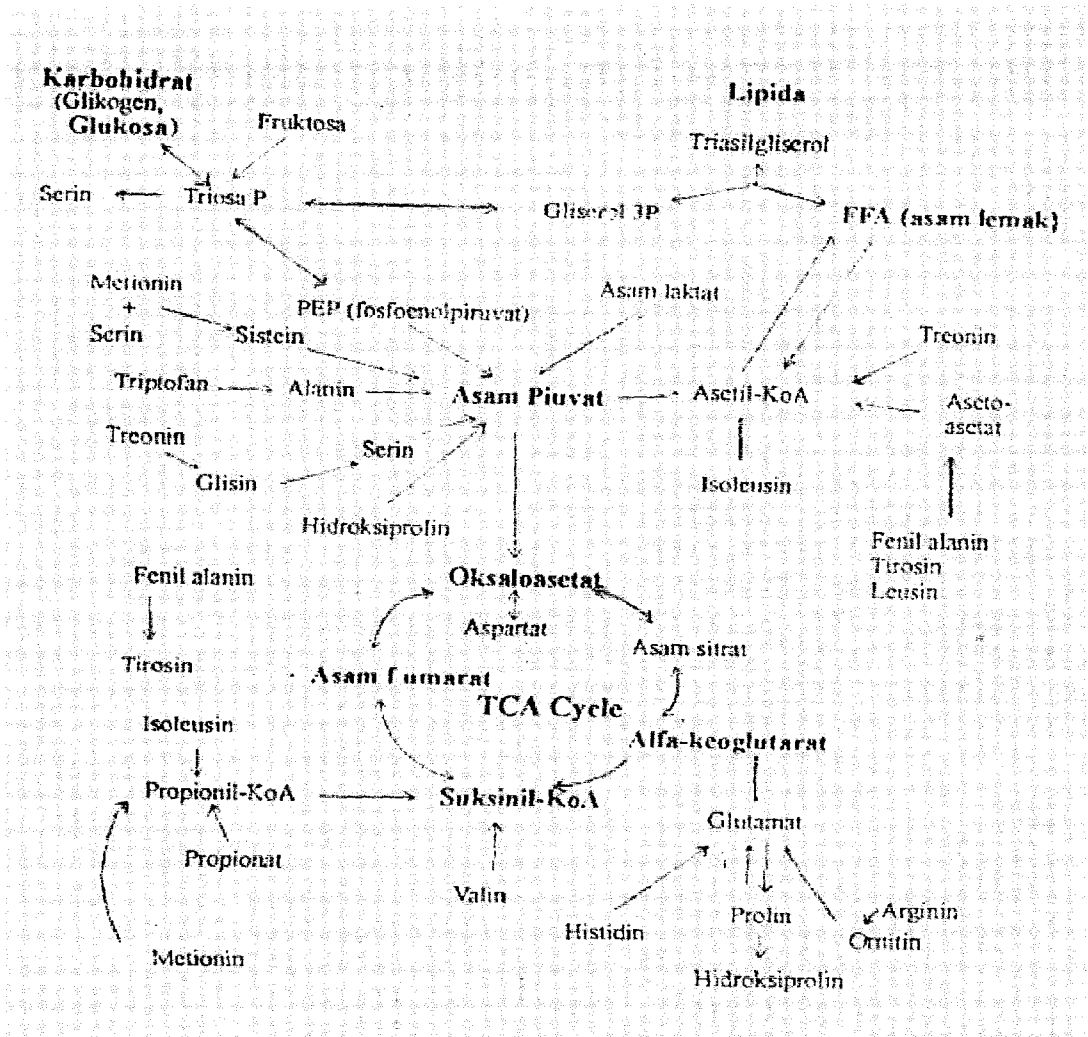 Karbohidrat
(Glikogen,
Glukosa)
Fruktosa
Lipida
Triasilgliserol
Serin
Triosa P
Gliserol 3P
FFA (asam lemak)
Metionin
+
Serin
Sistein
PEP (fosfoenolpiruvat)
Asam laktat
Treonin
Triptofan
Alanin
Asam Piuvat
Asetil-KoA
Aseto-
asetat
Treonin
Glisin
Serin
Hidroksiprolin
Isoleusin
Fenil alanin
Tirosin
Leusin
Fenil alanin
Tirosin
Oksaloasetat
Aspartat
Asam sitrat
Asam fumarat
TCA Cycle
Alfa-keoglutarat
Isoleusin
Propionil-KoA
Suksinil-KoA
Glutamat
Propionat
Valin
Metionin
Histidin
Prolin
Arginin
Ornitin
Hidroksiprolin